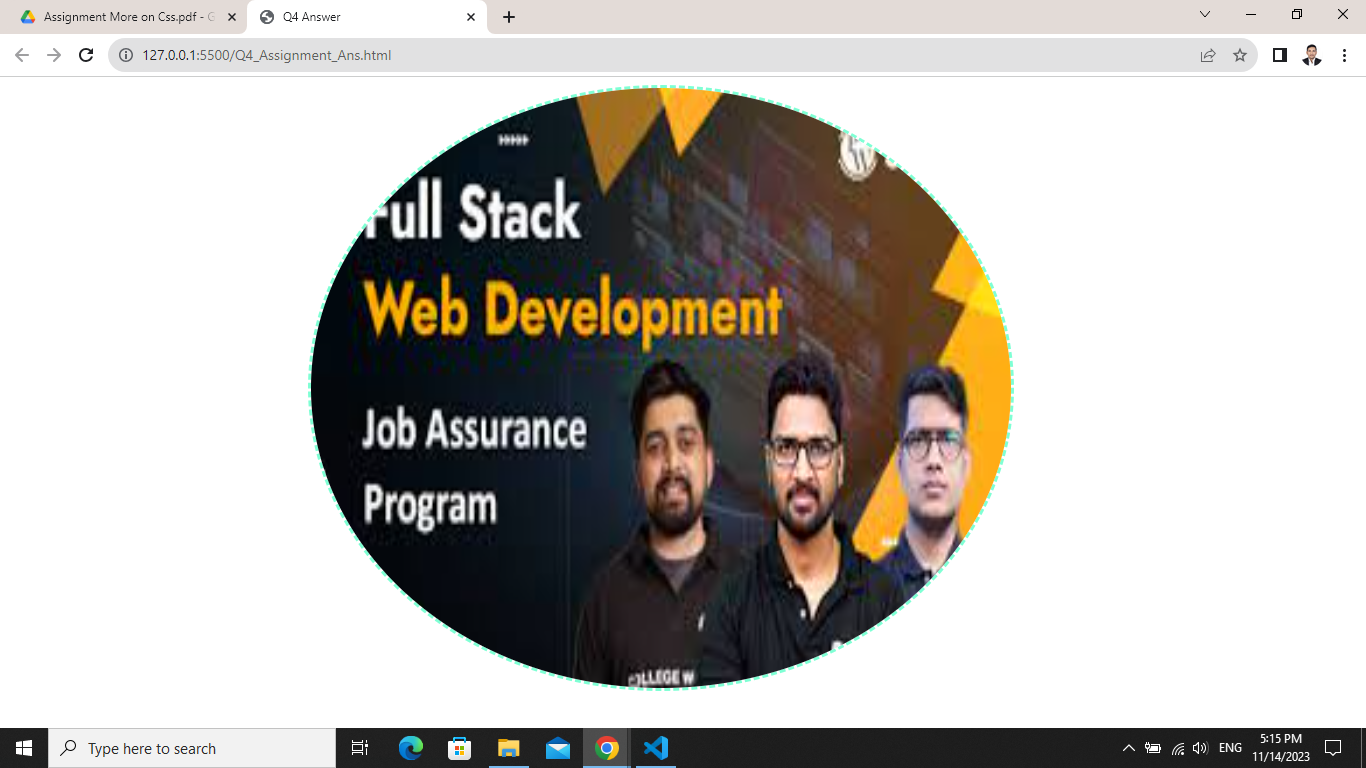 Assignment More on Css.pdf - G
Q4 Answer
127.0.0.1:5500/Q4_Assignment_Ans.html
Full Stack
Web Development
Job Assurance
Program
COLLEGE W
Type here to search
ENG
5:15 PM
11/14/2023